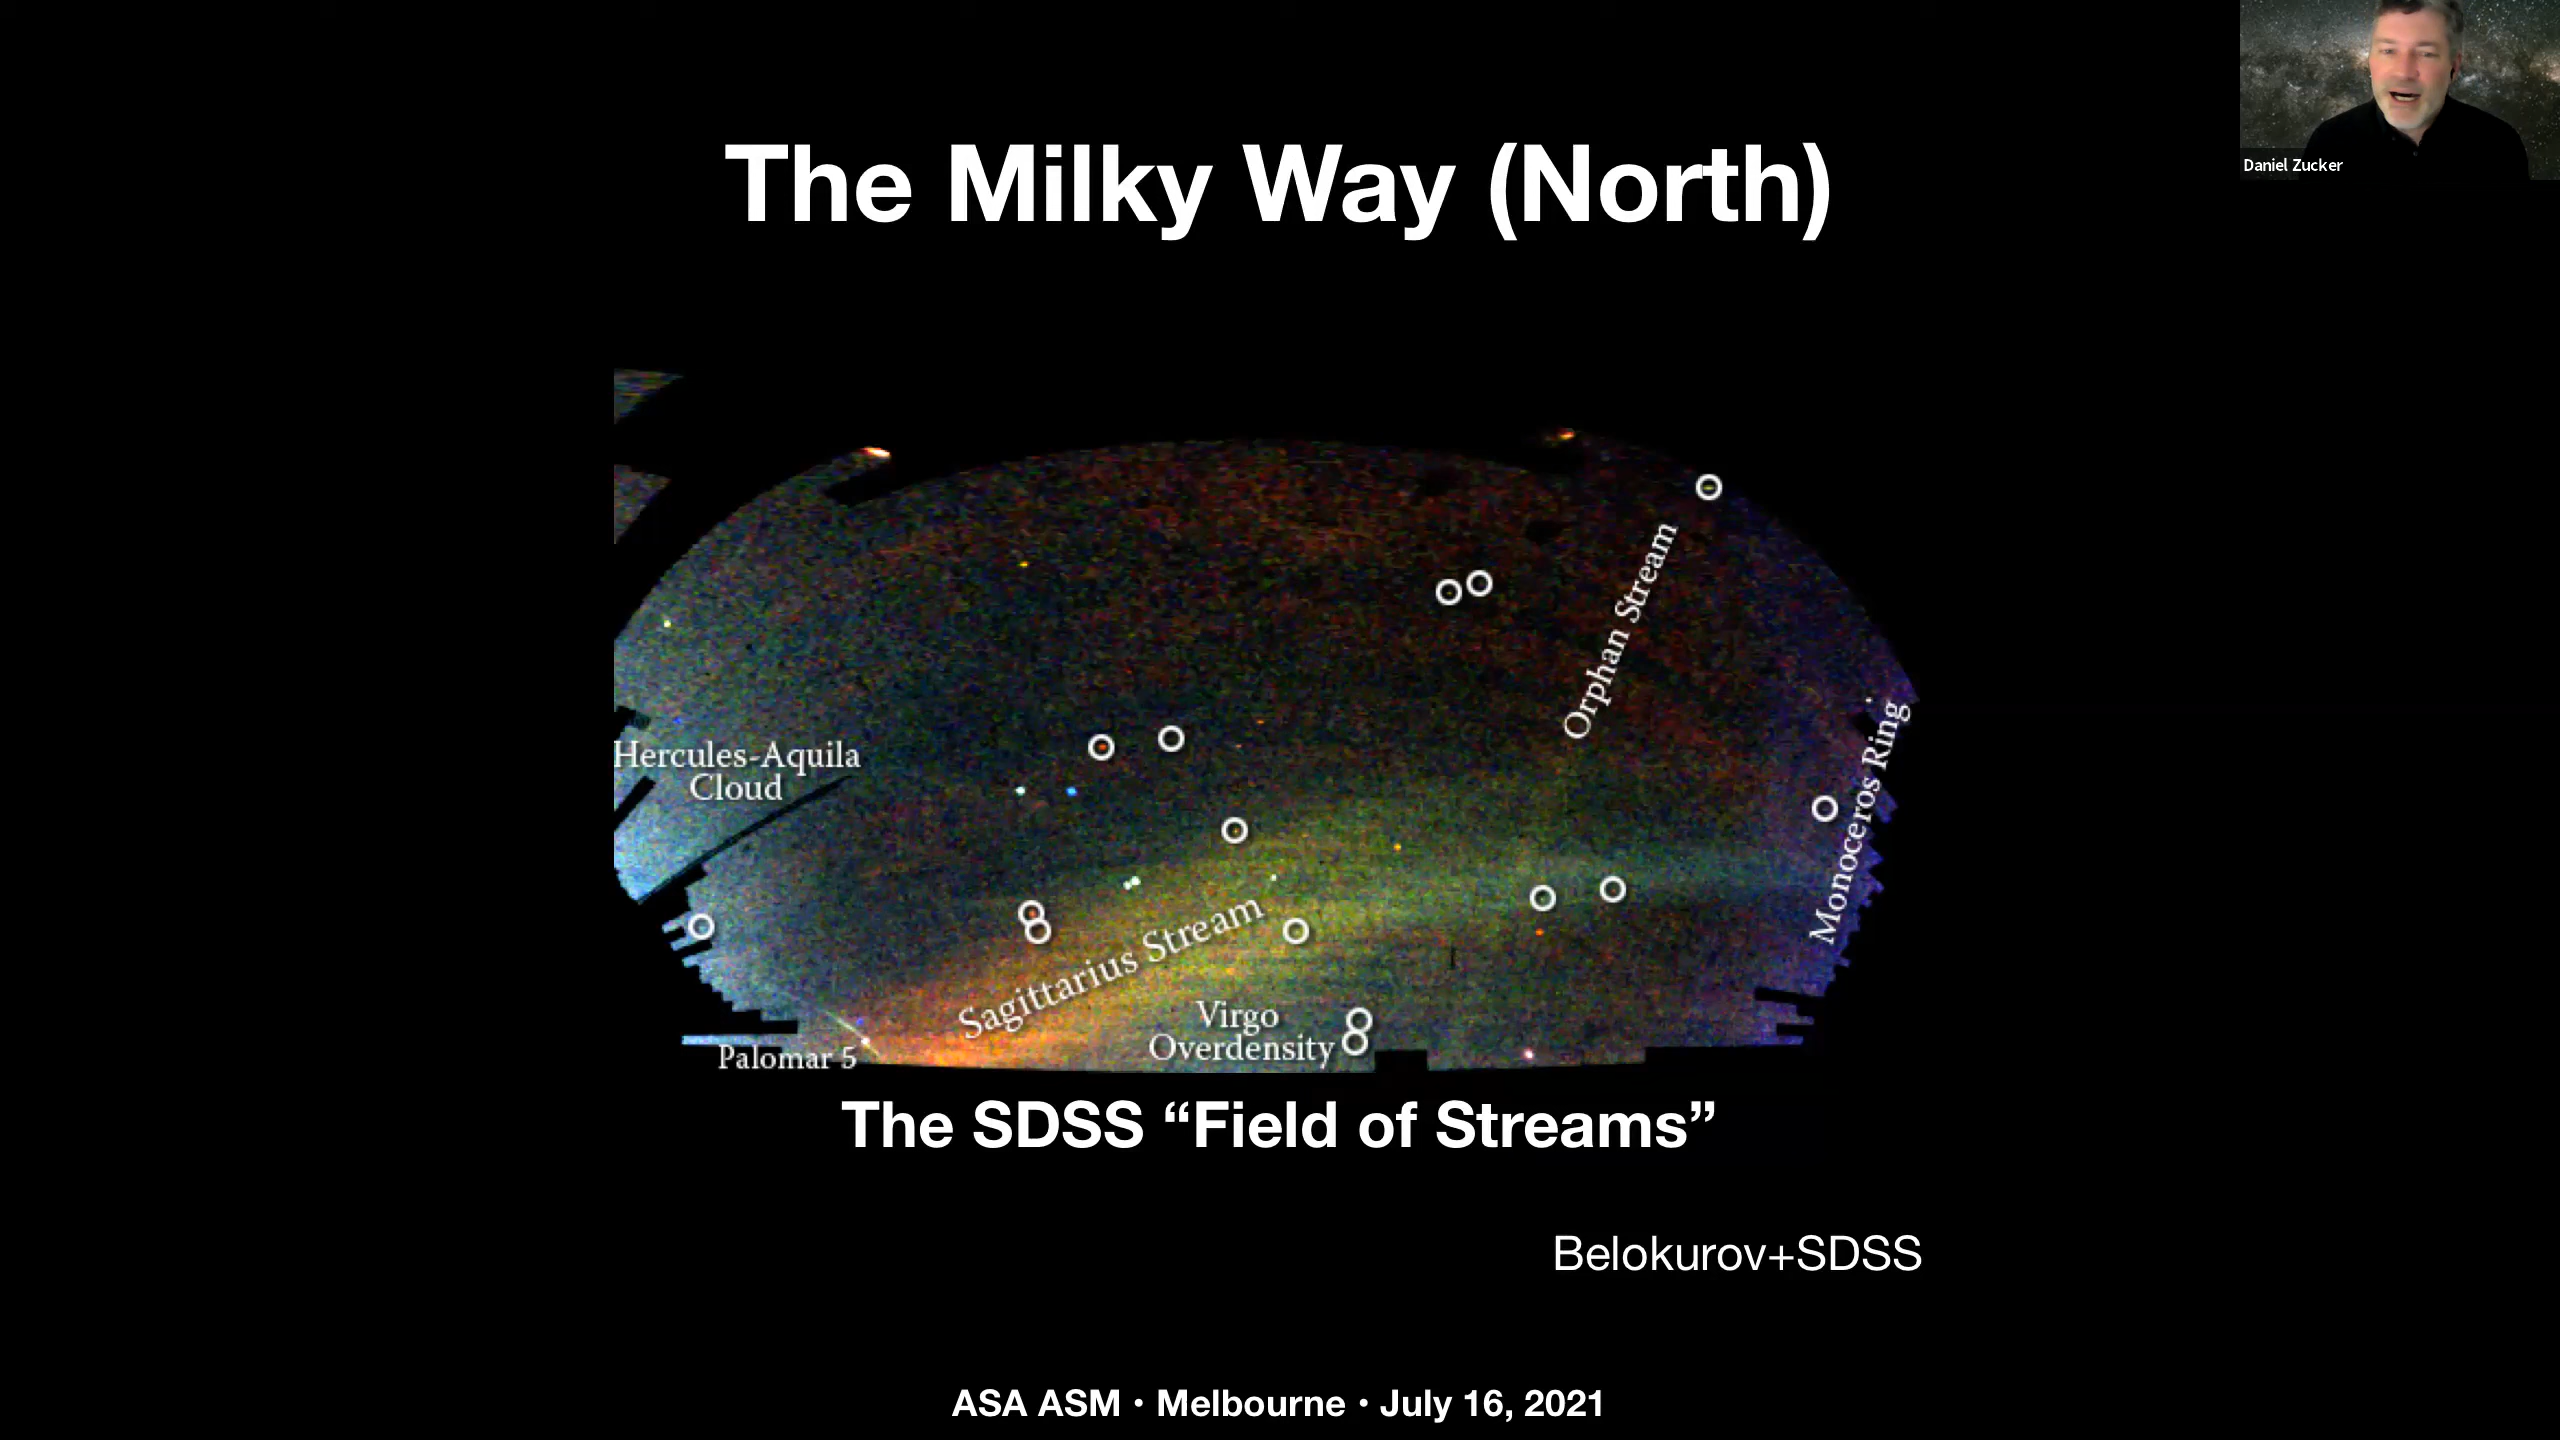 The Milky Way (North)
Daniel Zucker
Orphan Stream
Monoceros Ring
Hercules-Aquila
Cloud
Sagittarius Stream
Virgo
Overdensity
Palomar 5
The SDSS “Field of Streams”
Belokurov+SDSS
ASA ASM • Melbourne • July 16, 2021